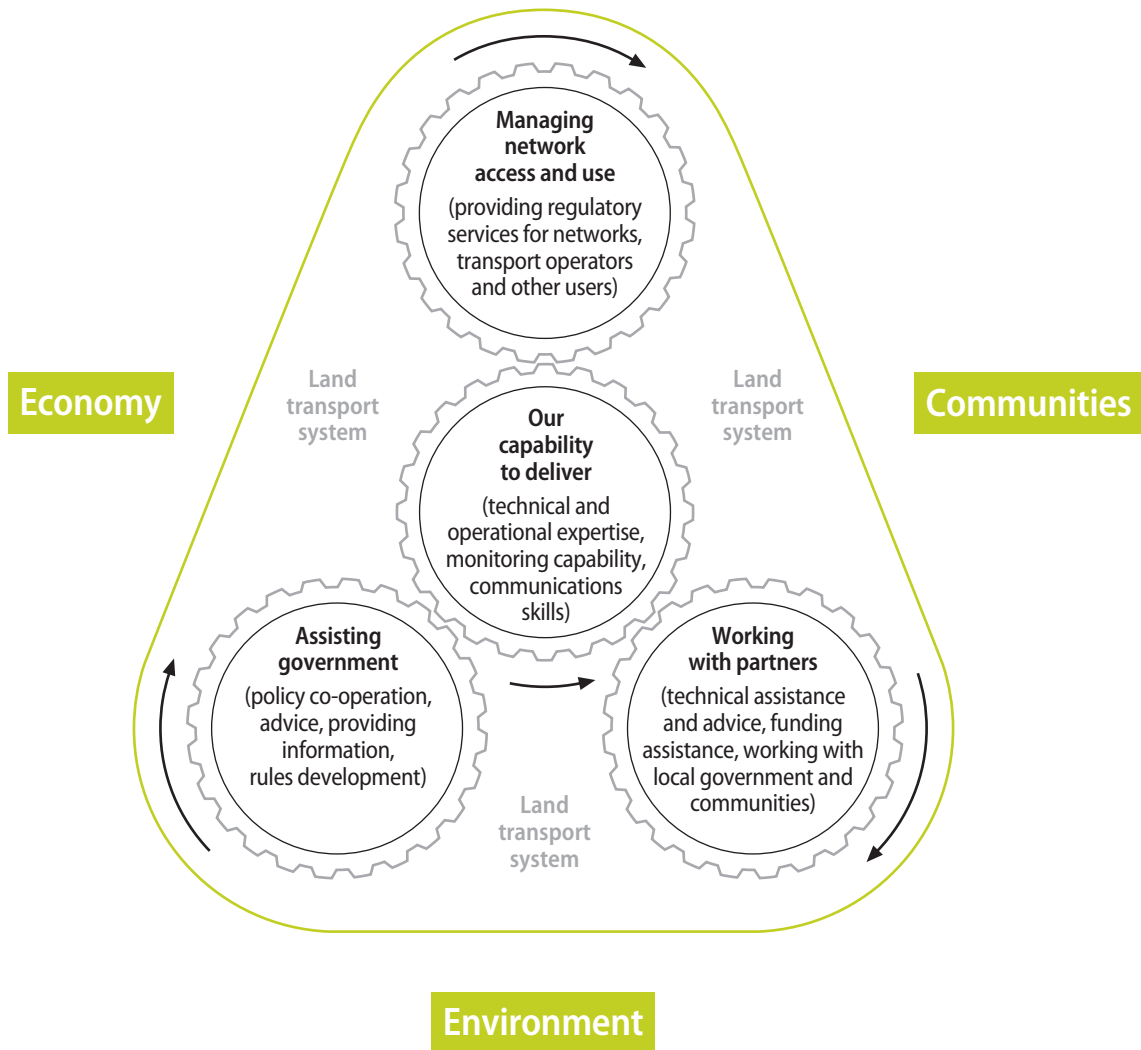 Managing
network
access and use
(providing regulatory
services for networks,
transport operators
and other users)
Economy
Land
transport
system
Land
transport
system
Communities
Our
capability
to deliver
(technical and
operational expertise,
monitoring capability,
communications
skills)
Assisting
government
(policy co-operation,
advice, providing
information,
rules development)
Working
with partners
(technical assistance
and advice, funding
assistance, working with
local government and
communities)
Land
transport
system
Environment